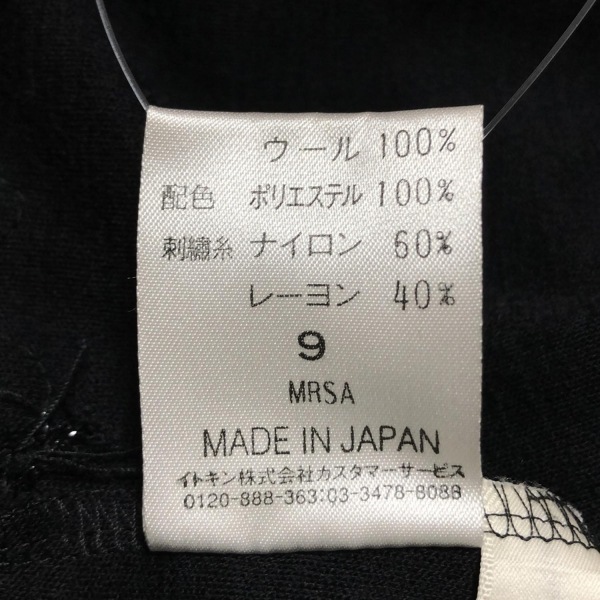 ウール 100%
配色 ポリエステル 100%
刺繍糸 ナイロン 60%
レーヨン 40%
9
MRSA
MADE IN JAPAN
イトキン株式会社カスタマーサービス
0120-888-363:03-3478-8088